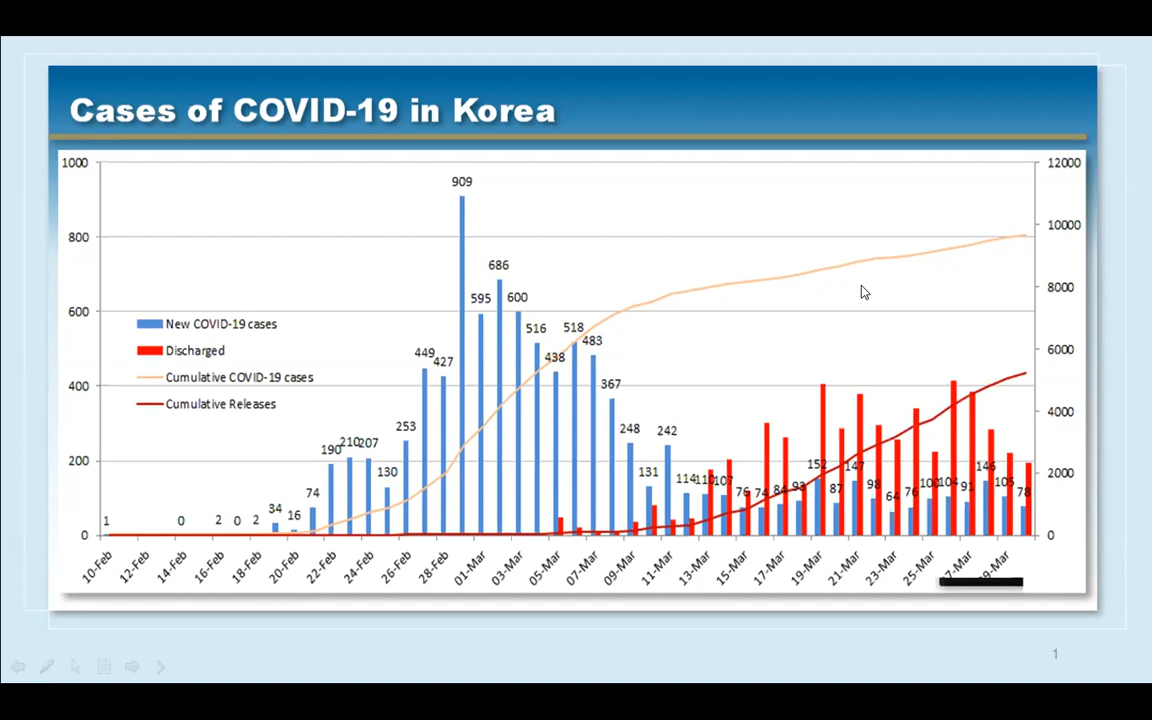 Cases of COVID-19 in Korea
1000
12000
909
800
10000
686
595
600
600
8000
516
518
438
483
New COVID-19 cases
449
427
Discharged
367
6000
400
Cumulative COVID-19 cases
Cumulative Releases
253
248
242
4000
190
210
207
200
130
131
152
147
146
2000
74
114
110
107
76
74
84
93
87
98
64
76
100
104
91
105
78
1
0
2
0
2
34
16
0
0
10-Feb
12-Feb
14-Feb
16-Feb
18-Feb
20-Feb
22-Feb
24-Feb
26-Feb
28-Feb
01-Mar
03-Mar
05-Mar
07-Mar
09-Mar
11-Mar
13-Mar
15-Mar
17-Mar
19-Mar
21-Mar
23-Mar
25-Mar
7-Mar
9-Mar
1